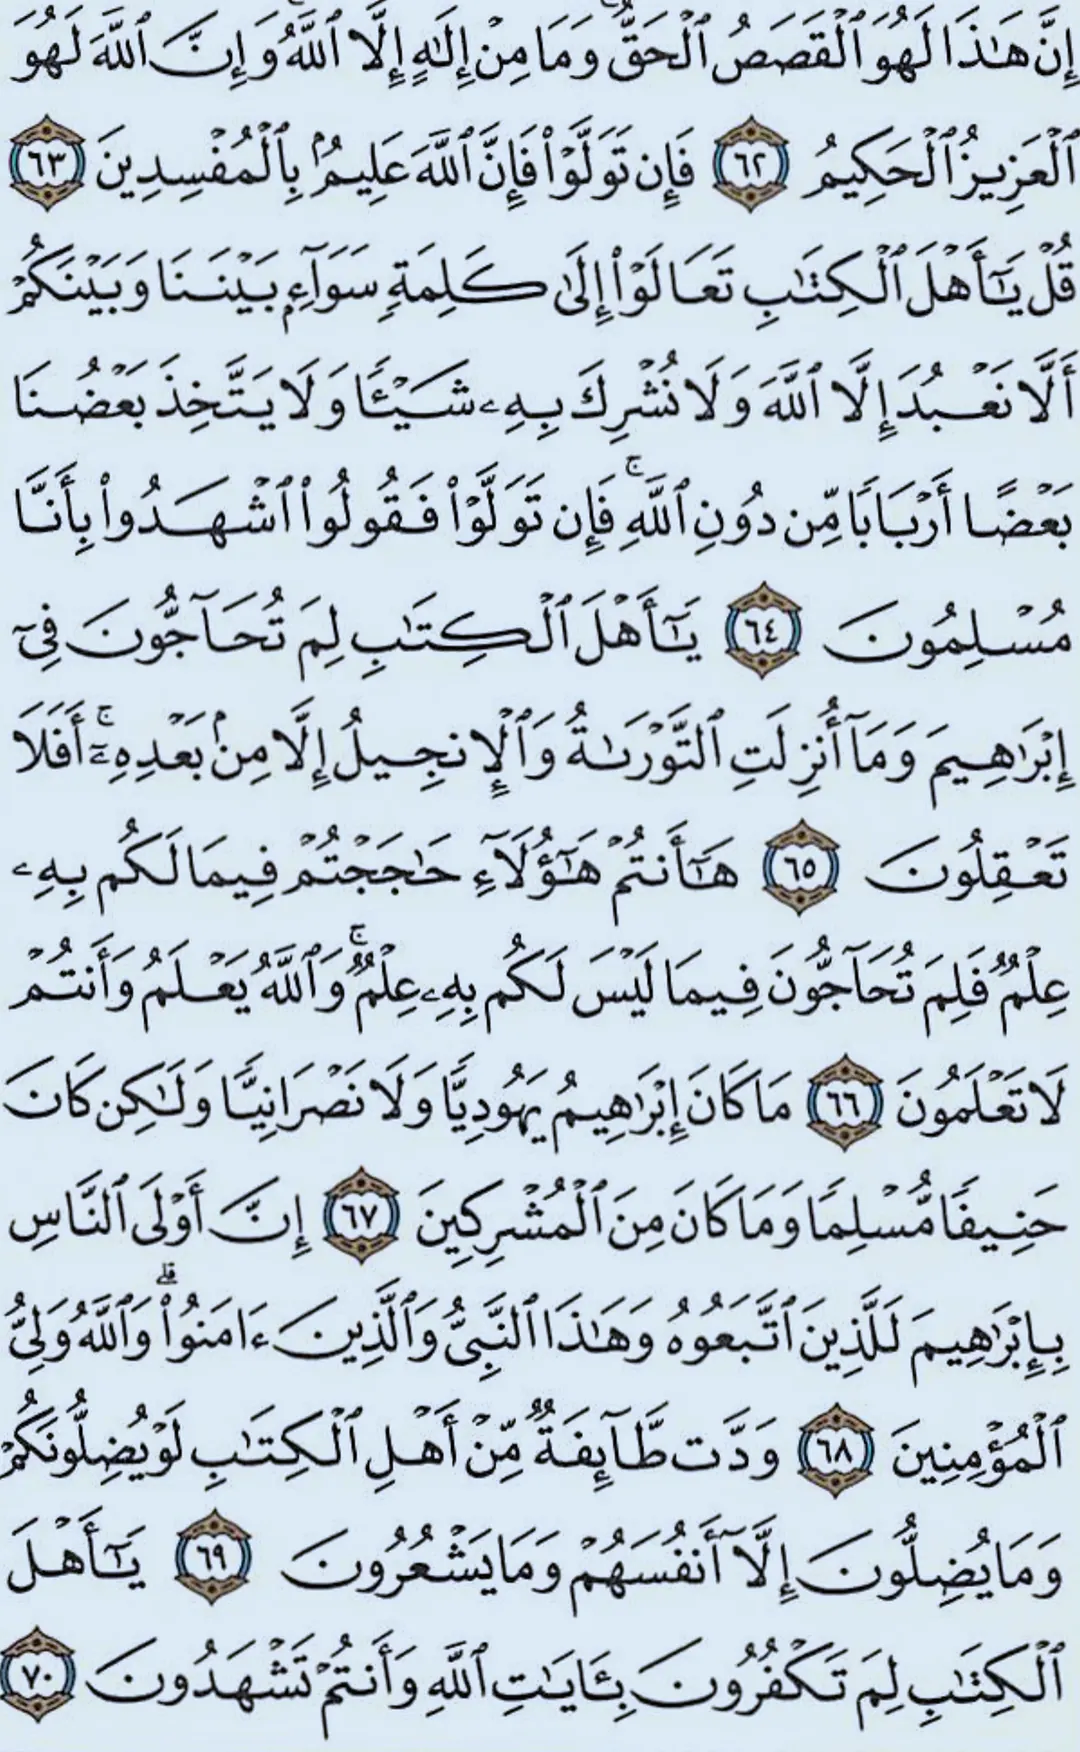 إِنَّ هَٰذَا لَهُوَ ٱلْقَصَصُ ٱلْحَقُّ ۚ وَمَا مِنْ إِلَٰهٍ إِلَّا ٱللَّهُ ۚ وَإِنَّ ٱللَّهَ لَهُوَ
ٱلْعَزِيزُ ٱلْحَكِيمُ ٦٢ فَإِن تَوَلَّوْا۟ فَإِنَّ ٱللَّهَ عَلِيمٌۢ بِٱلْمُفْسِدِينَ ٦٣
قُلْ يَٰٓأَهْلَ ٱلْكِتَٰبِ تَعَالَوْا۟ إِلَىٰ كَلِمَةٍ سَوَآءٍۭ بَيْنَنَا وَبَيْنَكُمْ
أَلَّا نَعْبُدَ إِلَّا ٱللَّهَ وَلَا نُشْرِكَ بِهِۦ شَيْـًٔا وَلَا يَتَّخِذَ بَعْضُنَا
بَعْضًا أَرْبَابًا مِّن دُونِ ٱللَّهِ ۚ فَإِن تَوَلَّوْا۟ فَقُولُوا۟ ٱشْهَدُوا۟ بِأَنَّا
مُسْلِمُونَ ٦٤ يَٰٓأَهْلَ ٱلْكِتَٰبِ لِمَ تُحَآجُّونَ فِىٓ
إِبْرَٰهِيمَ وَمَآ أُنزِلَتِ ٱلتَّوْرَىٰةُ وَٱلْإِنجِيلُ إِلَّا مِنۢ بَعْدِهِۦٓ ۚ أَفَلَا
تَعْقِلُونَ ٦٥ هَٰٓأَنتُمْ هَٰٓؤُلَآءِ حَٰجَجْتُمْ فِيمَا لَكُم بِهِۦ
عِلْمٌ فَلِمَ تُحَآجُّونَ فِيمَا لَيْسَ لَكُم بِهِۦ عِلْمٌ ۚ وَٱللَّهُ يَعْلَمُ وَأَنتُمْ
لَا تَعْلَمُونَ ٦٦ مَا كَانَ إِبْرَٰهِيمُ يَهُودِيًّا وَلَا نَصْرَانِيًّا وَلَٰكِن كَانَ
حَنِيفًا مُّسْلِمًا وَمَا كَانَ مِنَ ٱلْمُشْرِكِينَ ٦٧ إِنَّ أَوْلَى ٱلنَّاسِ
بِإِبْرَٰهِيمَ لَلَّذِينَ ٱتَّبَعُوهُ وَهَٰذَا ٱلنَّبِىُّ وَٱلَّذِينَ ءَامَنُوا۟ ۗ وَٱللَّهُ وَلِىُّ
ٱلْمُؤْمِنِينَ ٦٨ وَدَّت طَّآئِفَةٌ مِّنْ أَهْلِ ٱلْكِتَٰبِ لَوْ يُضِلُّونَكُمْ
وَمَا يُضِلُّونَ إِلَّآ أَنفُسَهُمْ وَمَا يَشْعُرُونَ ٦٩ يَٰٓأَهْلَ
ٱلْكِتَٰبِ لِمَ تَكْفُرُونَ بِـَٔايَٰتِ ٱللَّهِ وَأَنتُمْ تَشْهَدُونَ ٧٠